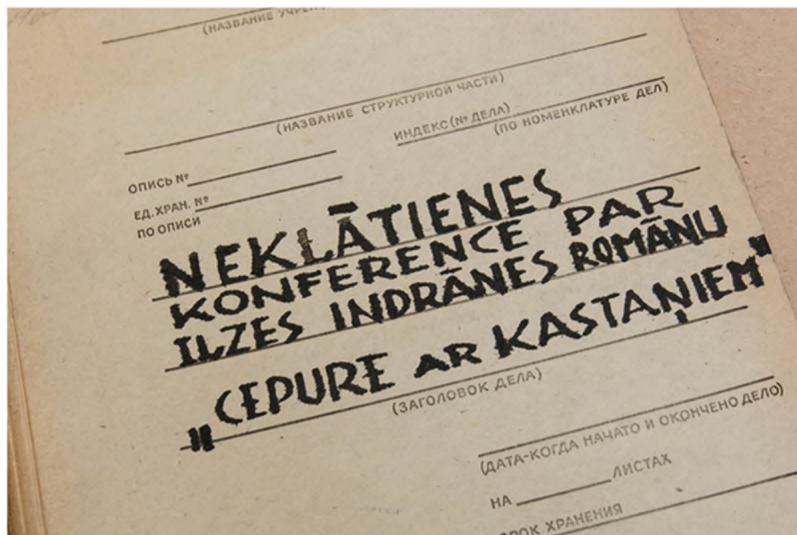 (НАЗВАНИЕ
(НАЗВАНИЕ СТРУКТУРНОЙ ЧАСТИ)
ИНДЕКС (№ ДЕЛА)
(ПО НОМЕНКЛАТУРЕ ДЕЛ)
ОПИСЬ №
ЕД. ХРАН. №
ПО ОПИСИ
NEKLĀTIENES
KONFERENCE PAR
ILZES INDRĀNES ROMĀNU
„CEPURE AR KASTAŅIEM"
(ЗАГОЛОВОК ДЕЛА)
(ДАТА-КОГДА НАЧАТО И ОКОНЧЕНО ДЕЛО)
НА ЛИСТАХ
ХРАНЕНИЯ